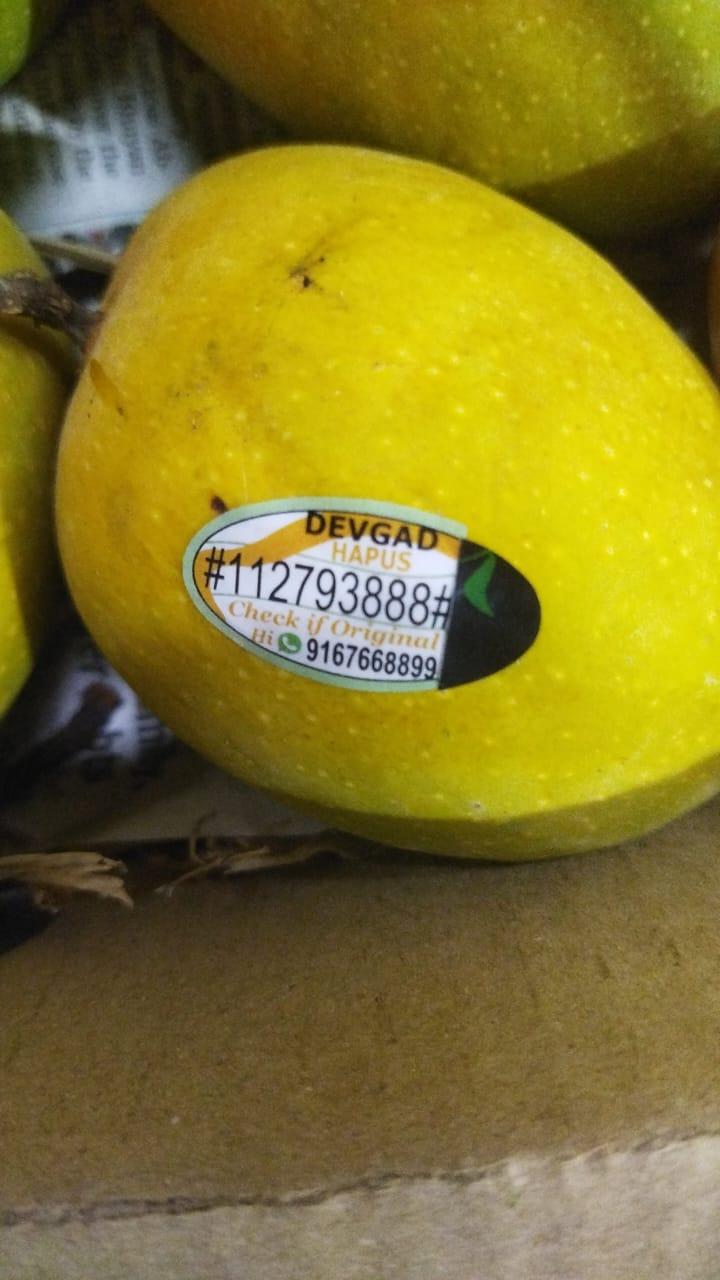 DEVGAD
HAPUS
#112793888#
Check if Original
Hi 9167668899